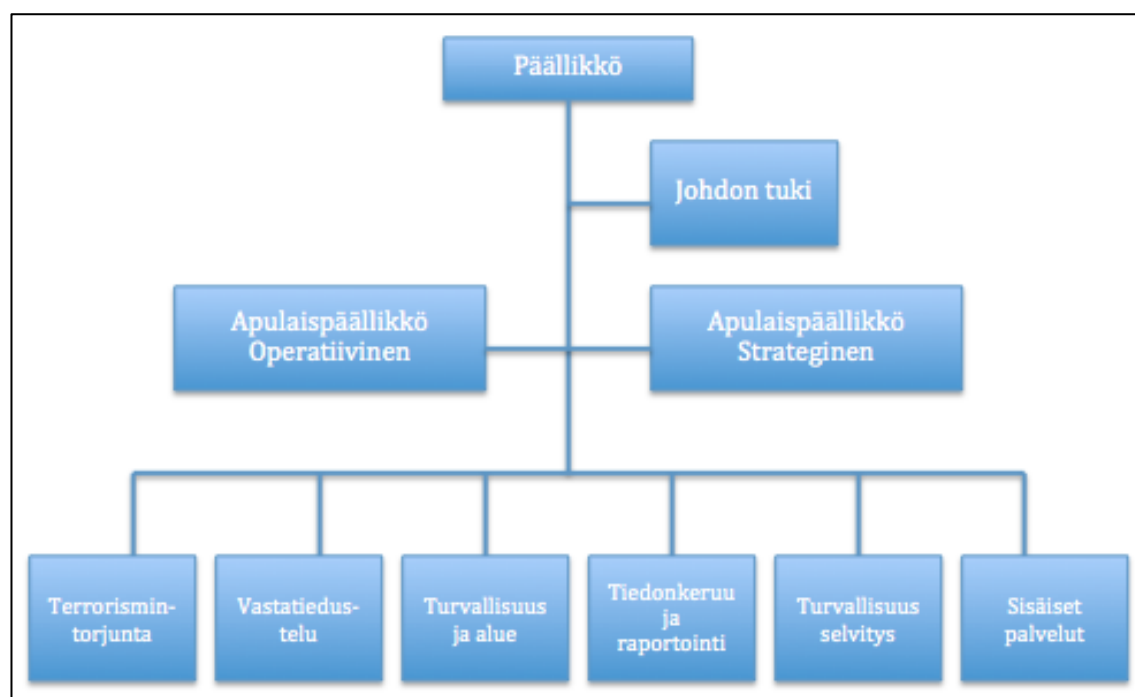 Päällikkö
Johdon tuki
Apulaispäällikkö
Operatiivinen
Apulaispäällikkö
Strateginen
Terrorismin-
torjunta
Vastatiedus-
telu
Turvallisuus
ja alue
Tiedonkeruu
ja
raportointi
Turvallisuus
selvitys
Sisäiset
palvelut